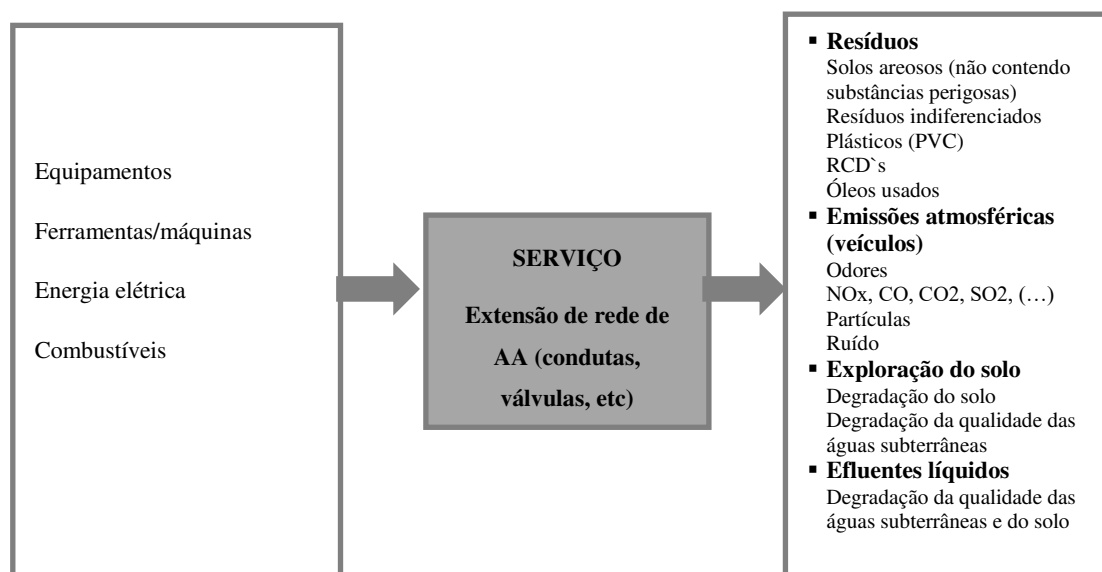 Equipamentos
Ferramentas/máquinas
Energia elétrica
Combustíveis
SERVIÇO
Extensão de rede de
AA (condutas,
válvulas, etc)
▪ Resíduos
Solos areosos (não contendo
substâncias perigosas)
Resíduos indiferenciados
Plásticos (PVC)
RCD`s
Óleos usados
▪ Emissões atmosféricas
(veículos)
Odores
NOx, CO, CO2, SO2, (…)
Partículas
Ruído
▪ Exploração do solo
Degradação do solo
Degradação da qualidade das
águas subterrâneas
▪ Efluentes líquidos
Degradação da qualidade das
águas subterrâneas e do solo